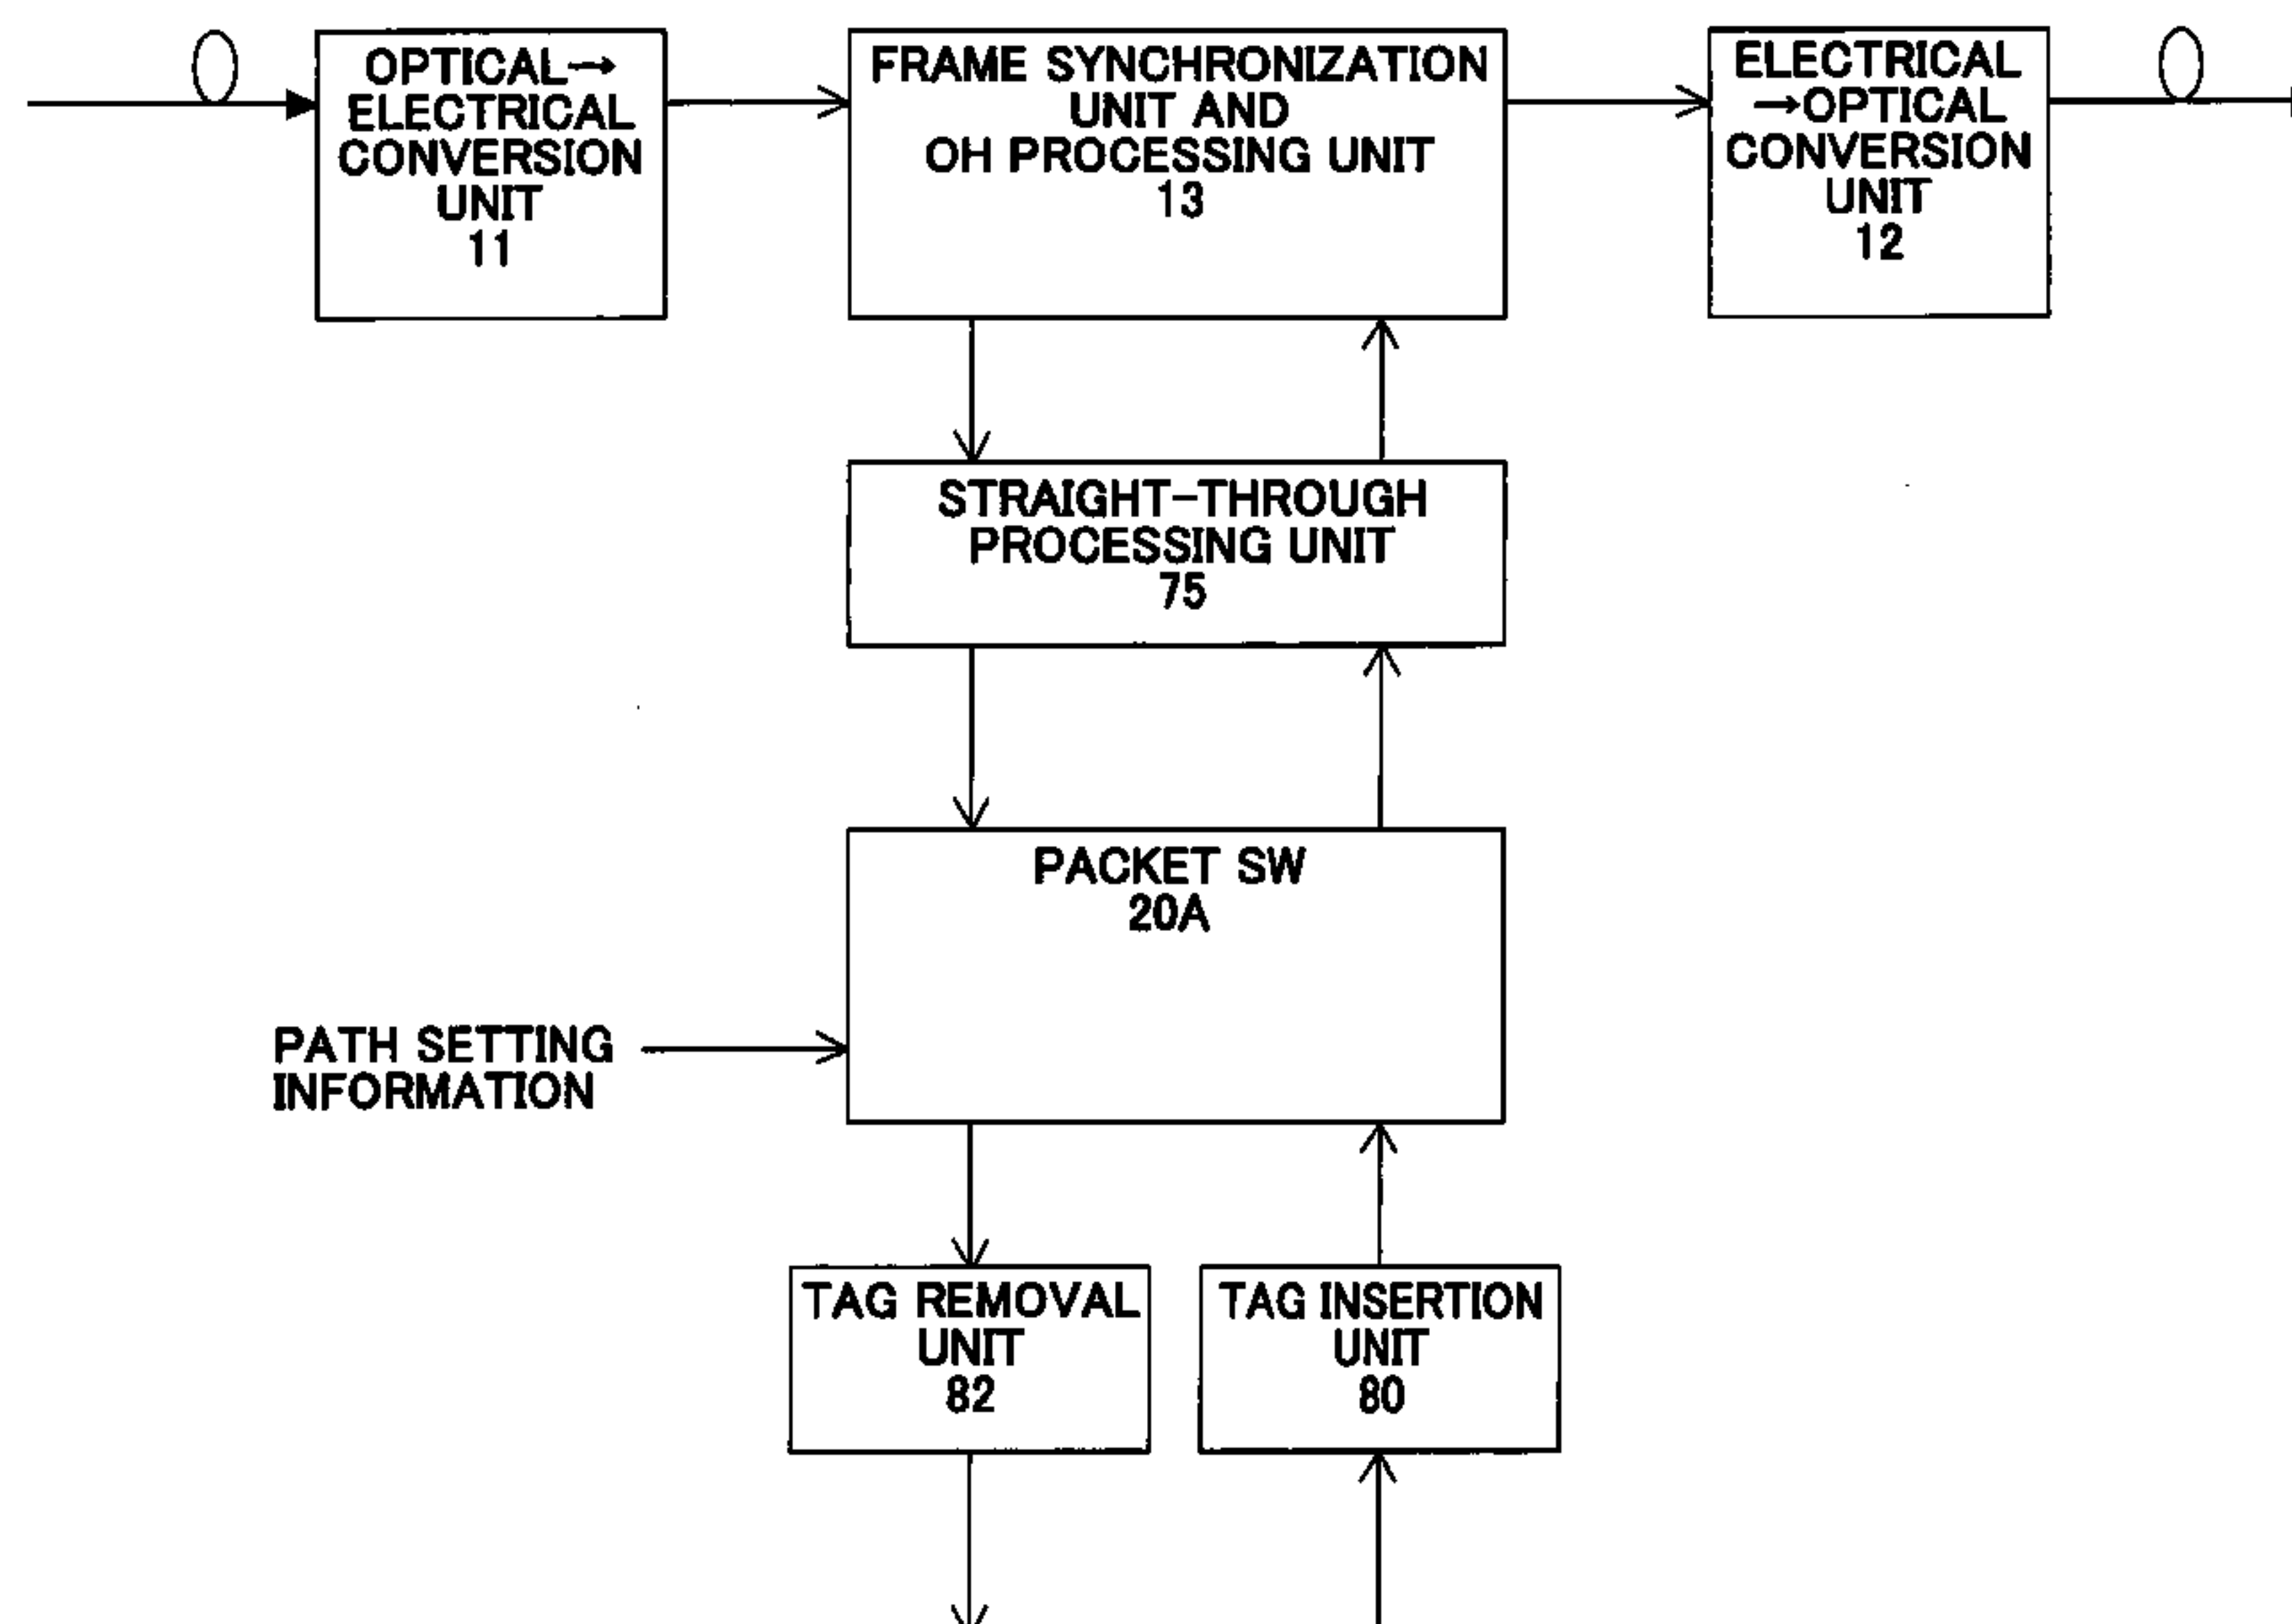 OPTICAL→
ELECTRICAL
CONVERSION
UNIT
11
FRAME SYNCHRONIZATION
UNIT AND
OH PROCESSING UNIT
13
ELECTRICAL
→OPTICAL
CONVERSION
UNIT
12
STRAIGHT-THROUGH
PROCESSING UNIT
75
PACKET SW
20A
PATH SETTING
INFORMATION
TAG REMOVAL
UNIT
82
TAG INSERTION
UNIT
80